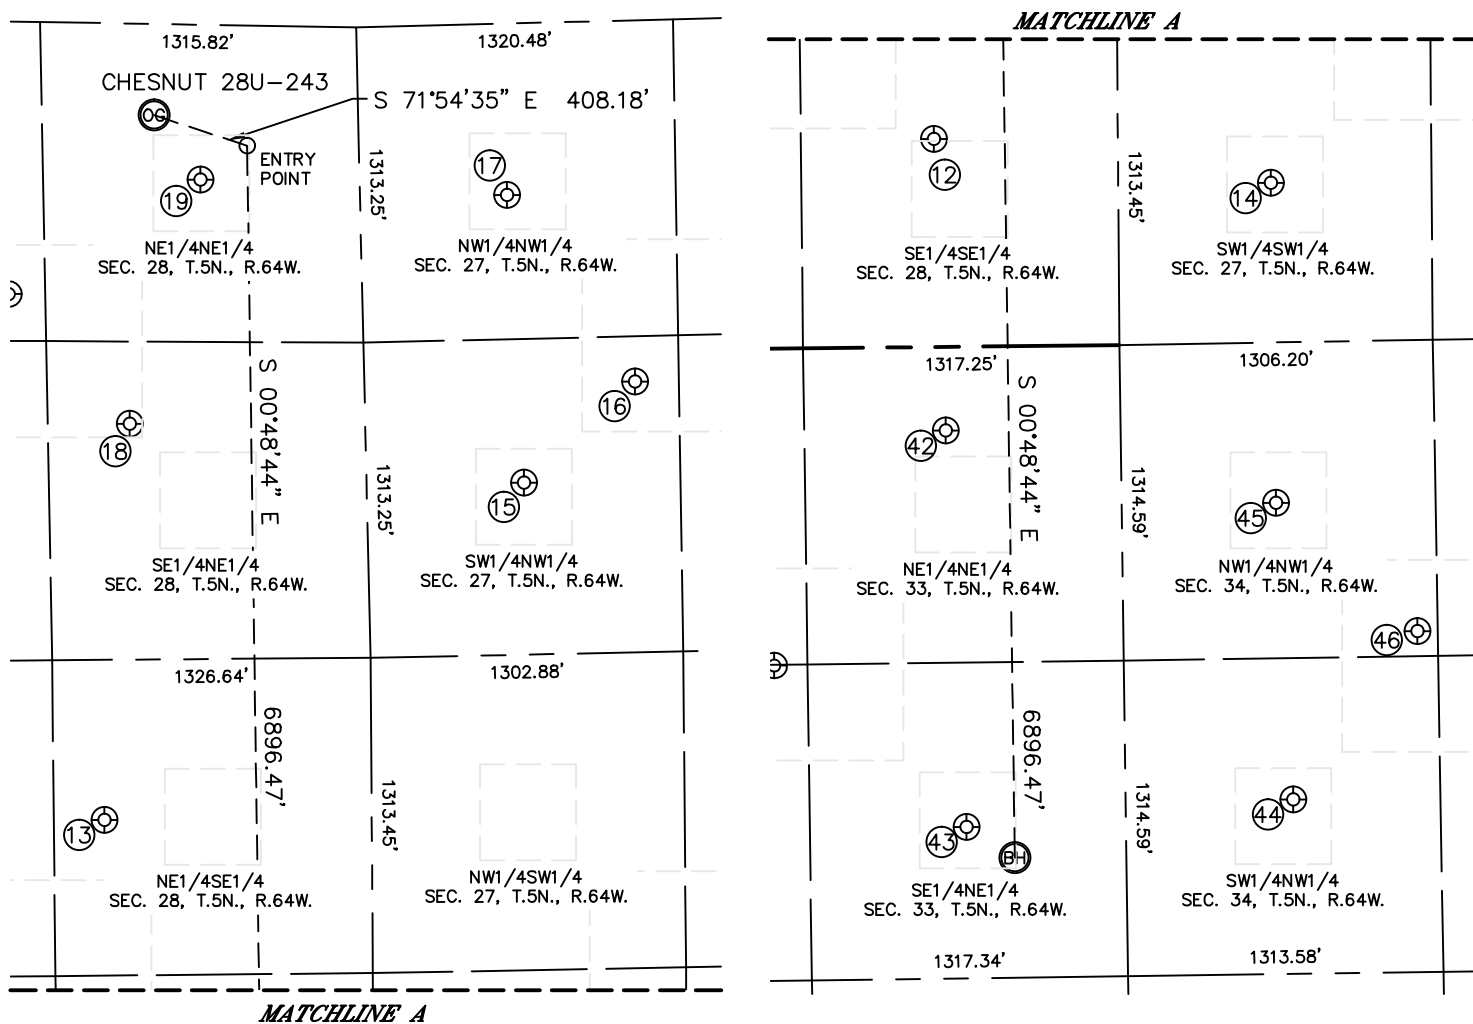 1315.82'
1320.48'
CHESNUT 28U-243
OG
S 71°54'35" E 408.18'
ENTRY
POINT
1313.25'
17
19
NE1/4NE1/4
SEC. 28, T.5N., R.64W.
NW1/4NW1/4
SEC. 27, T.5N., R.64W.
S 00°48'44" E
16
18
15
1313.25'
SE1/4NE1/4
SEC. 28, T.5N., R.64W.
SW1/4NW1/4
SEC. 27, T.5N., R.64W.
1326.64'
1302.88'
6896.47'
1313.45'
13
NE1/4SE1/4
SEC. 28, T.5N., R.64W.
NW1/4SW1/4
SEC. 27, T.5N., R.64W.
MATCHLINE A
MATCHLINE A
12
1313.45'
14
SE1/4SE1/4
SEC. 28, T.5N., R.64W.
SW1/4SW1/4
SEC. 27, T.5N., R.64W.
1317.25'
1306.20'
S 00°48'44" E
42
1314.59'
45
NE1/4NE1/4
SEC. 33, T.5N., R.64W.
NW1/4NW1/4
SEC. 34, T.5N., R.64W.
46
6896.47'
1314.59'
43
44
BH
SE1/4NE1/4
SEC. 33, T.5N., R.64W.
SW1/4NW1/4
SEC. 34, T.5N., R.64W.
1317.34'
1313.58'